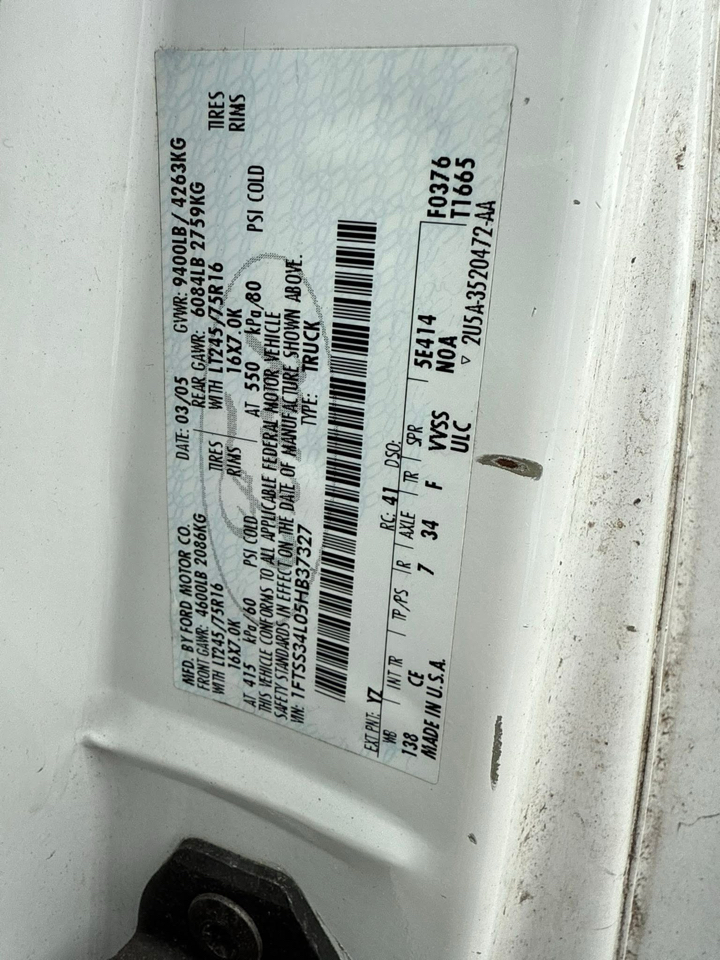 MFD. BY FORD MOTOR CO.
DATE: 03/05 GVWR: 9400LB / 4263KG
FRONT GAWR: 4600LB 2086KG REAR GAWR: 6084LB 2759KG
WITH LT245/75R16 TIRES WITH LT245/75R16 TIRES
16X7.0K RIMS 16X7.0K RIMS
AT 415 kPa/60 PSI COLD AT 550 kPa/80 PSI COLD
THIS VEHICLE CONFORMS TO ALL APPLICABLE FEDERAL MOTOR VEHICLE
SAFETY STANDARDS IN EFFECT ON THE DATE OF MANUFACTURE SHOWN ABOVE.
VIN: 1FTSS34L05HB37327 TYPE: TRUCK
EXT PNT: YZ RC: 41 DSO: F0376
WB INT TR TP/PS R AXLE TR SPR T1665
138 CE 7 34 F VVSS 5E414
MADE IN U.S.A. ULC NOA
▽ 2U5A-3520472-AA